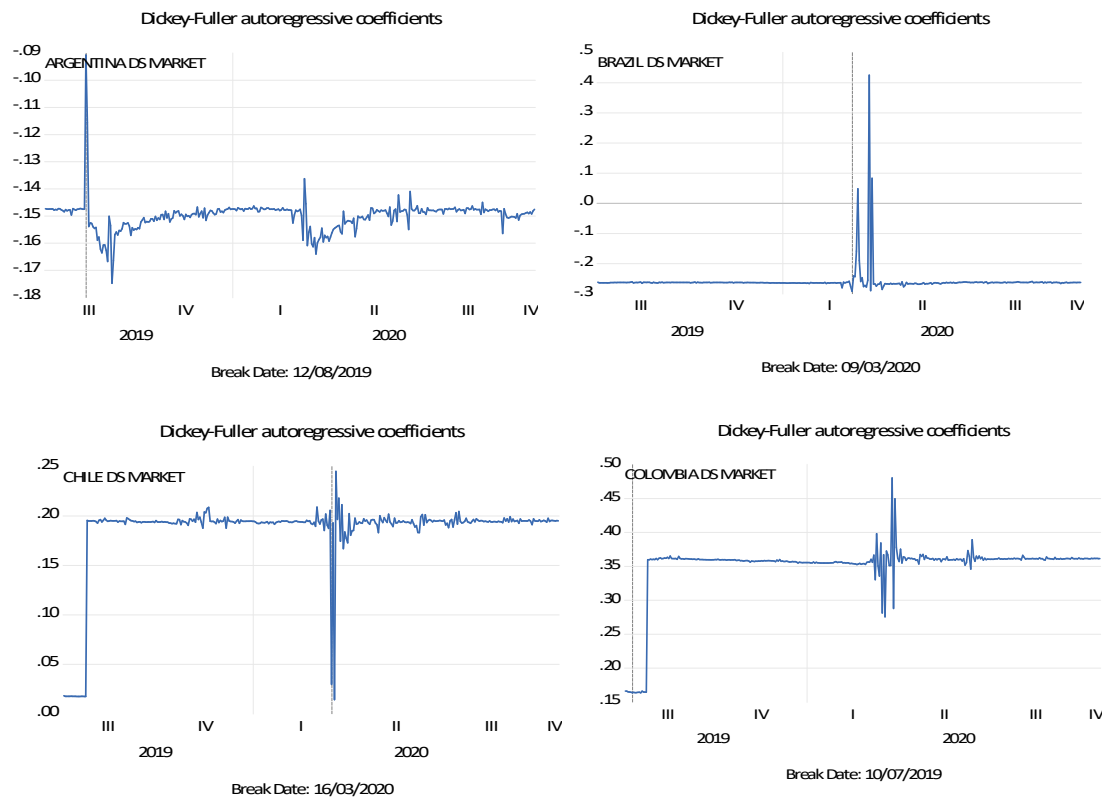 Dickey-Fuller autoregressive coefficients
ARGENTINA DS MARKET
-.09
-.10
-.11
-.12
-.13
-.14
-.15
-.16
-.17
-.18
III IV I II III IV
2019 2020
Break Date: 12/08/2019
Dickey-Fuller autoregressive coefficients
BRAZIL DS MARKET
.5
.4
.3
.2
.1
.0
-.1
-.2
-.3
III IV I II III IV
2019 2020
Break Date: 09/03/2020
Dickey-Fuller autoregressive coefficients
CHILE DS MARKET
.25
.20
.15
.10
.05
.00
III IV I II III IV
2019 2020
Break Date: 16/03/2020
Dickey-Fuller autoregressive coefficients
COLOMBIA DS MARKET
.50
.45
.40
.35
.30
.25
.20
.15
III IV I II III IV
2019 2020
Break Date: 10/07/2019